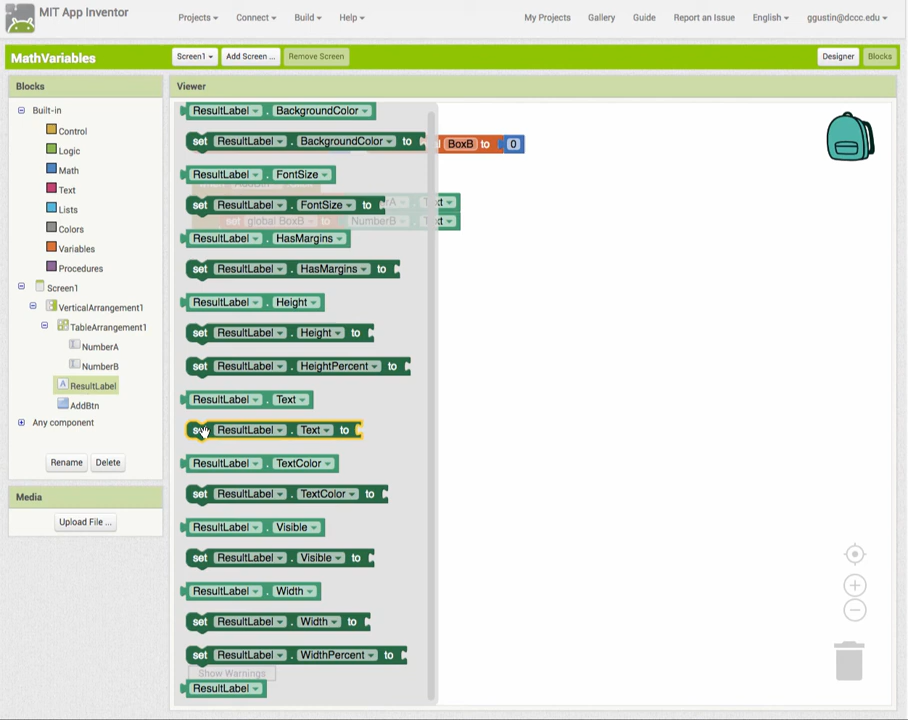 MIT App Inventor
Projects
Connect
Build
Help
My Projects
Gallery
Guide
Report an Issue
English
ggustin@dccc.edu
MathVariables
Screen1
Add Screen ...
Remove Screen
Designer
Blocks
Blocks
Built-in
Control
Logic
Math
Text
Lists
Colors
Variables
Procedures
Screen1
VerticalArrangement1
TableArrangement1
NumberA
NumberB
A ResultLabel
AddBtn
Any component
Rename
Delete
Media
Upload File ...
Viewer
ResultLabel . BackgroundColor
set ResultLabel . BackgroundColor to
BoxB to 0
ResultLabel . FontSize
set ResultLabel . FontSize to
set global BoxB to NumberB . Text
ResultLabel . HasMargins
set ResultLabel . HasMargins to
ResultLabel . Height
set ResultLabel . Height to
set ResultLabel . HeightPercent to
ResultLabel . Text
set ResultLabel . Text to
ResultLabel . TextColor
set ResultLabel . TextColor to
ResultLabel . Visible
set ResultLabel . Visible to
ResultLabel . Width
set ResultLabel . Width to
set ResultLabel . WidthPercent to
Show Warnings
ResultLabel